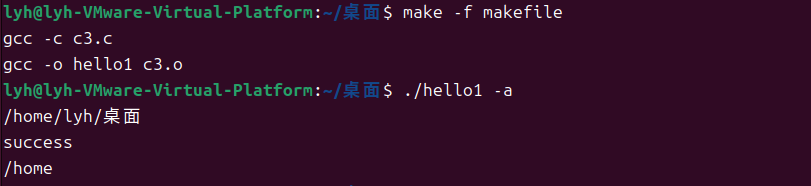 lyh@lyh-VMware-Virtual-Platform:~/桌面$ make -f makefile
gcc -c c3.c
gcc -o hello1 c3.o
lyh@lyh-VMware-Virtual-Platform:~/桌面$ ./hello1 -a
/home/lyh/桌面
success
/home